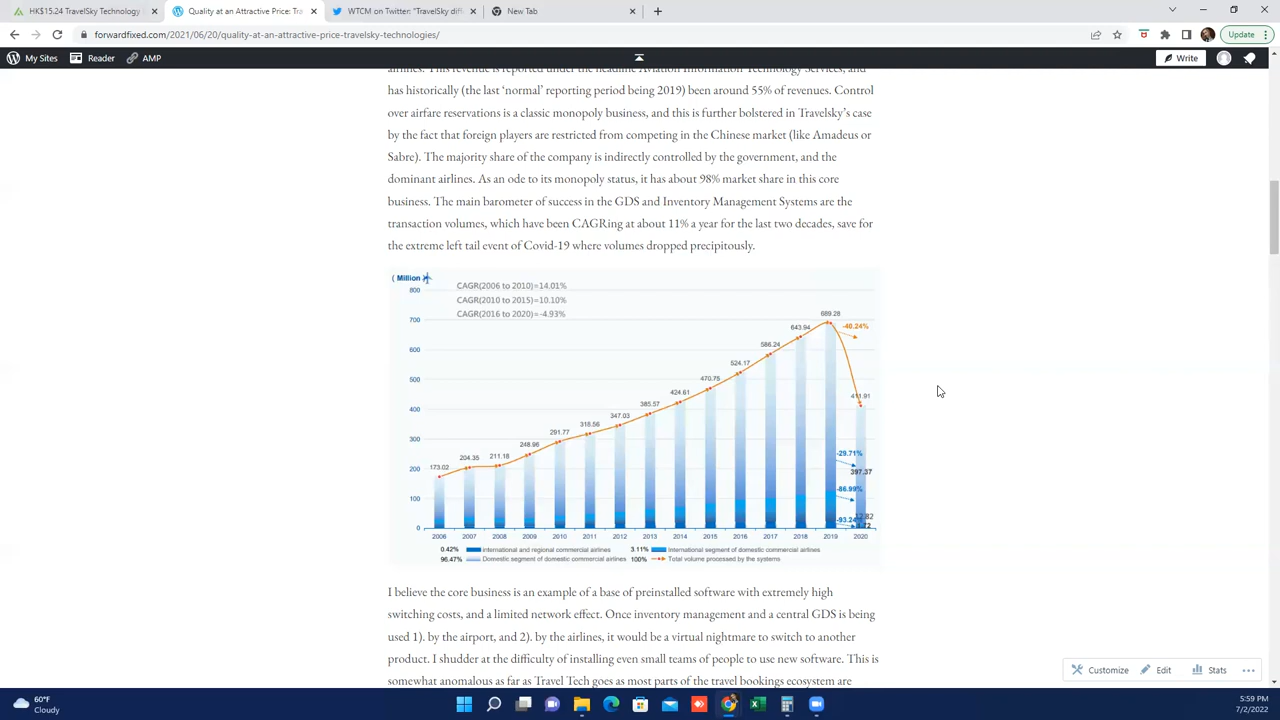 HK$15.24 TravelSky Technology
Quality at an Attractive Price: Tra
WTCM on Twitter: "TravelSky diff
New Tab
forwardfixed.com/2021/06/20/quality-at-an-attractive-price-travelsky-technologies/
Update
My Sites
Reader
AMP
Write
airlines. This revenue is reported under the headline Aviation Information Technology Services, and
has historically (the last ‘normal’ reporting period being 2019) been around 55% of revenues. Control
over airfare reservations is a classic monopoly business, and this is further bolstered in Travelsky’s case
by the fact that foreign players are restricted from competing in the Chinese market (like Amadeus or
Sabre). The majority share of the company is indirectly controlled by the government, and the
dominant airlines. As an ode to its monopoly status, it has about 98% market share in this core
business. The main barometer of success in the GDS and Inventory Management Systems are the
transaction volumes, which have been CAGRing at about 11% a year for the last two decades, save for
the extreme left tail event of Covid-19 where volumes dropped precipitously.
( Million )
CAGR(2006 to 2010)=14.01%
CAGR(2010 to 2015)=10.10%
CAGR(2016 to 2020)=-4.93%
800
700
600
500
400
300
200
100
0
173.02
204.35
211.18
248.96
291.77
318.56
347.03
385.57
424.61
470.75
524.17
586.24
643.94
689.28
-40.24%
411.91
-29.71%
397.37
-86.99%
-93.24%
2006 2007 2008 2009 2010 2011 2012 2013 2014 2015 2016 2017 2018 2019 2020
0.42% International and regional commercial airlines 3.11% International segment of domestic commercial airlines
96.47% Domestic segment of domestic commercial airlines 100% Total volume processed by the systems
I believe the core business is an example of a base of preinstalled software with extremely high
switching costs, and a limited network effect. Once inventory management and a central GDS is being
used 1). by the airport, and 2). by the airlines, it would be a virtual nightmare to switch to another
product. I shudder at the difficulty of installing even small teams of people to use new software. This is
somewhat anomalous as far as Travel Tech goes as most parts of the travel bookings ecosystem are
Customize
Edit
Stats
60°F
Cloudy
5:59 PM
7/2/2022